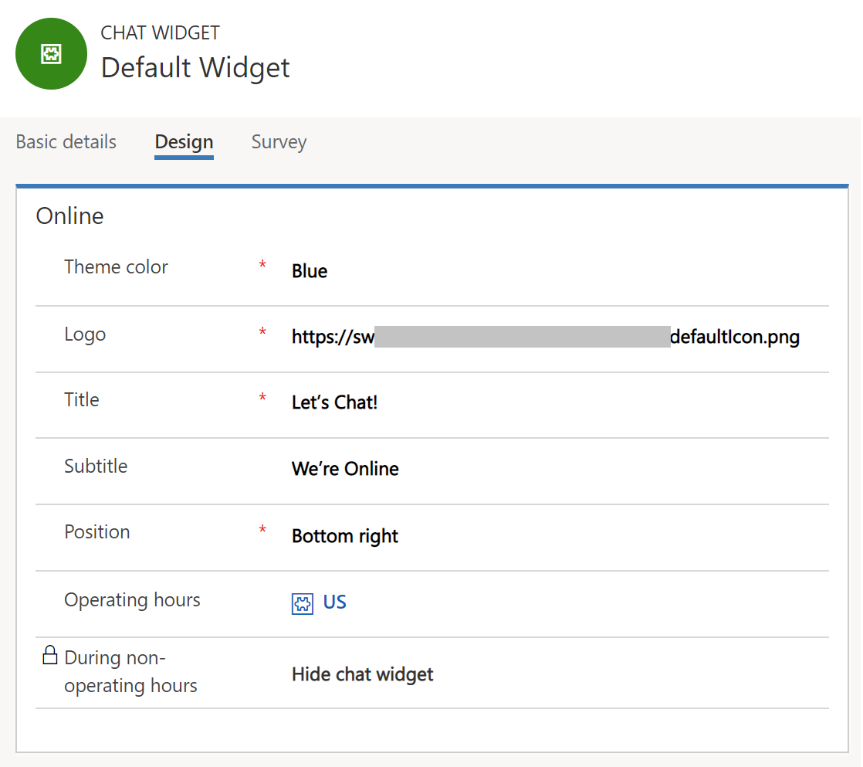 CHAT WIDGET
Default Widget
Basic details Design Survey
Online
Theme color * Blue
Logo * https://sw defaultIcon.png
Title * Let's Chat!
Subtitle We're Online
Position * Bottom right
Operating hours US
During non-
operating hours Hide chat widget